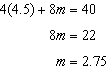 4(4.5) + 8m = 40
8m = 22
m = 2.75